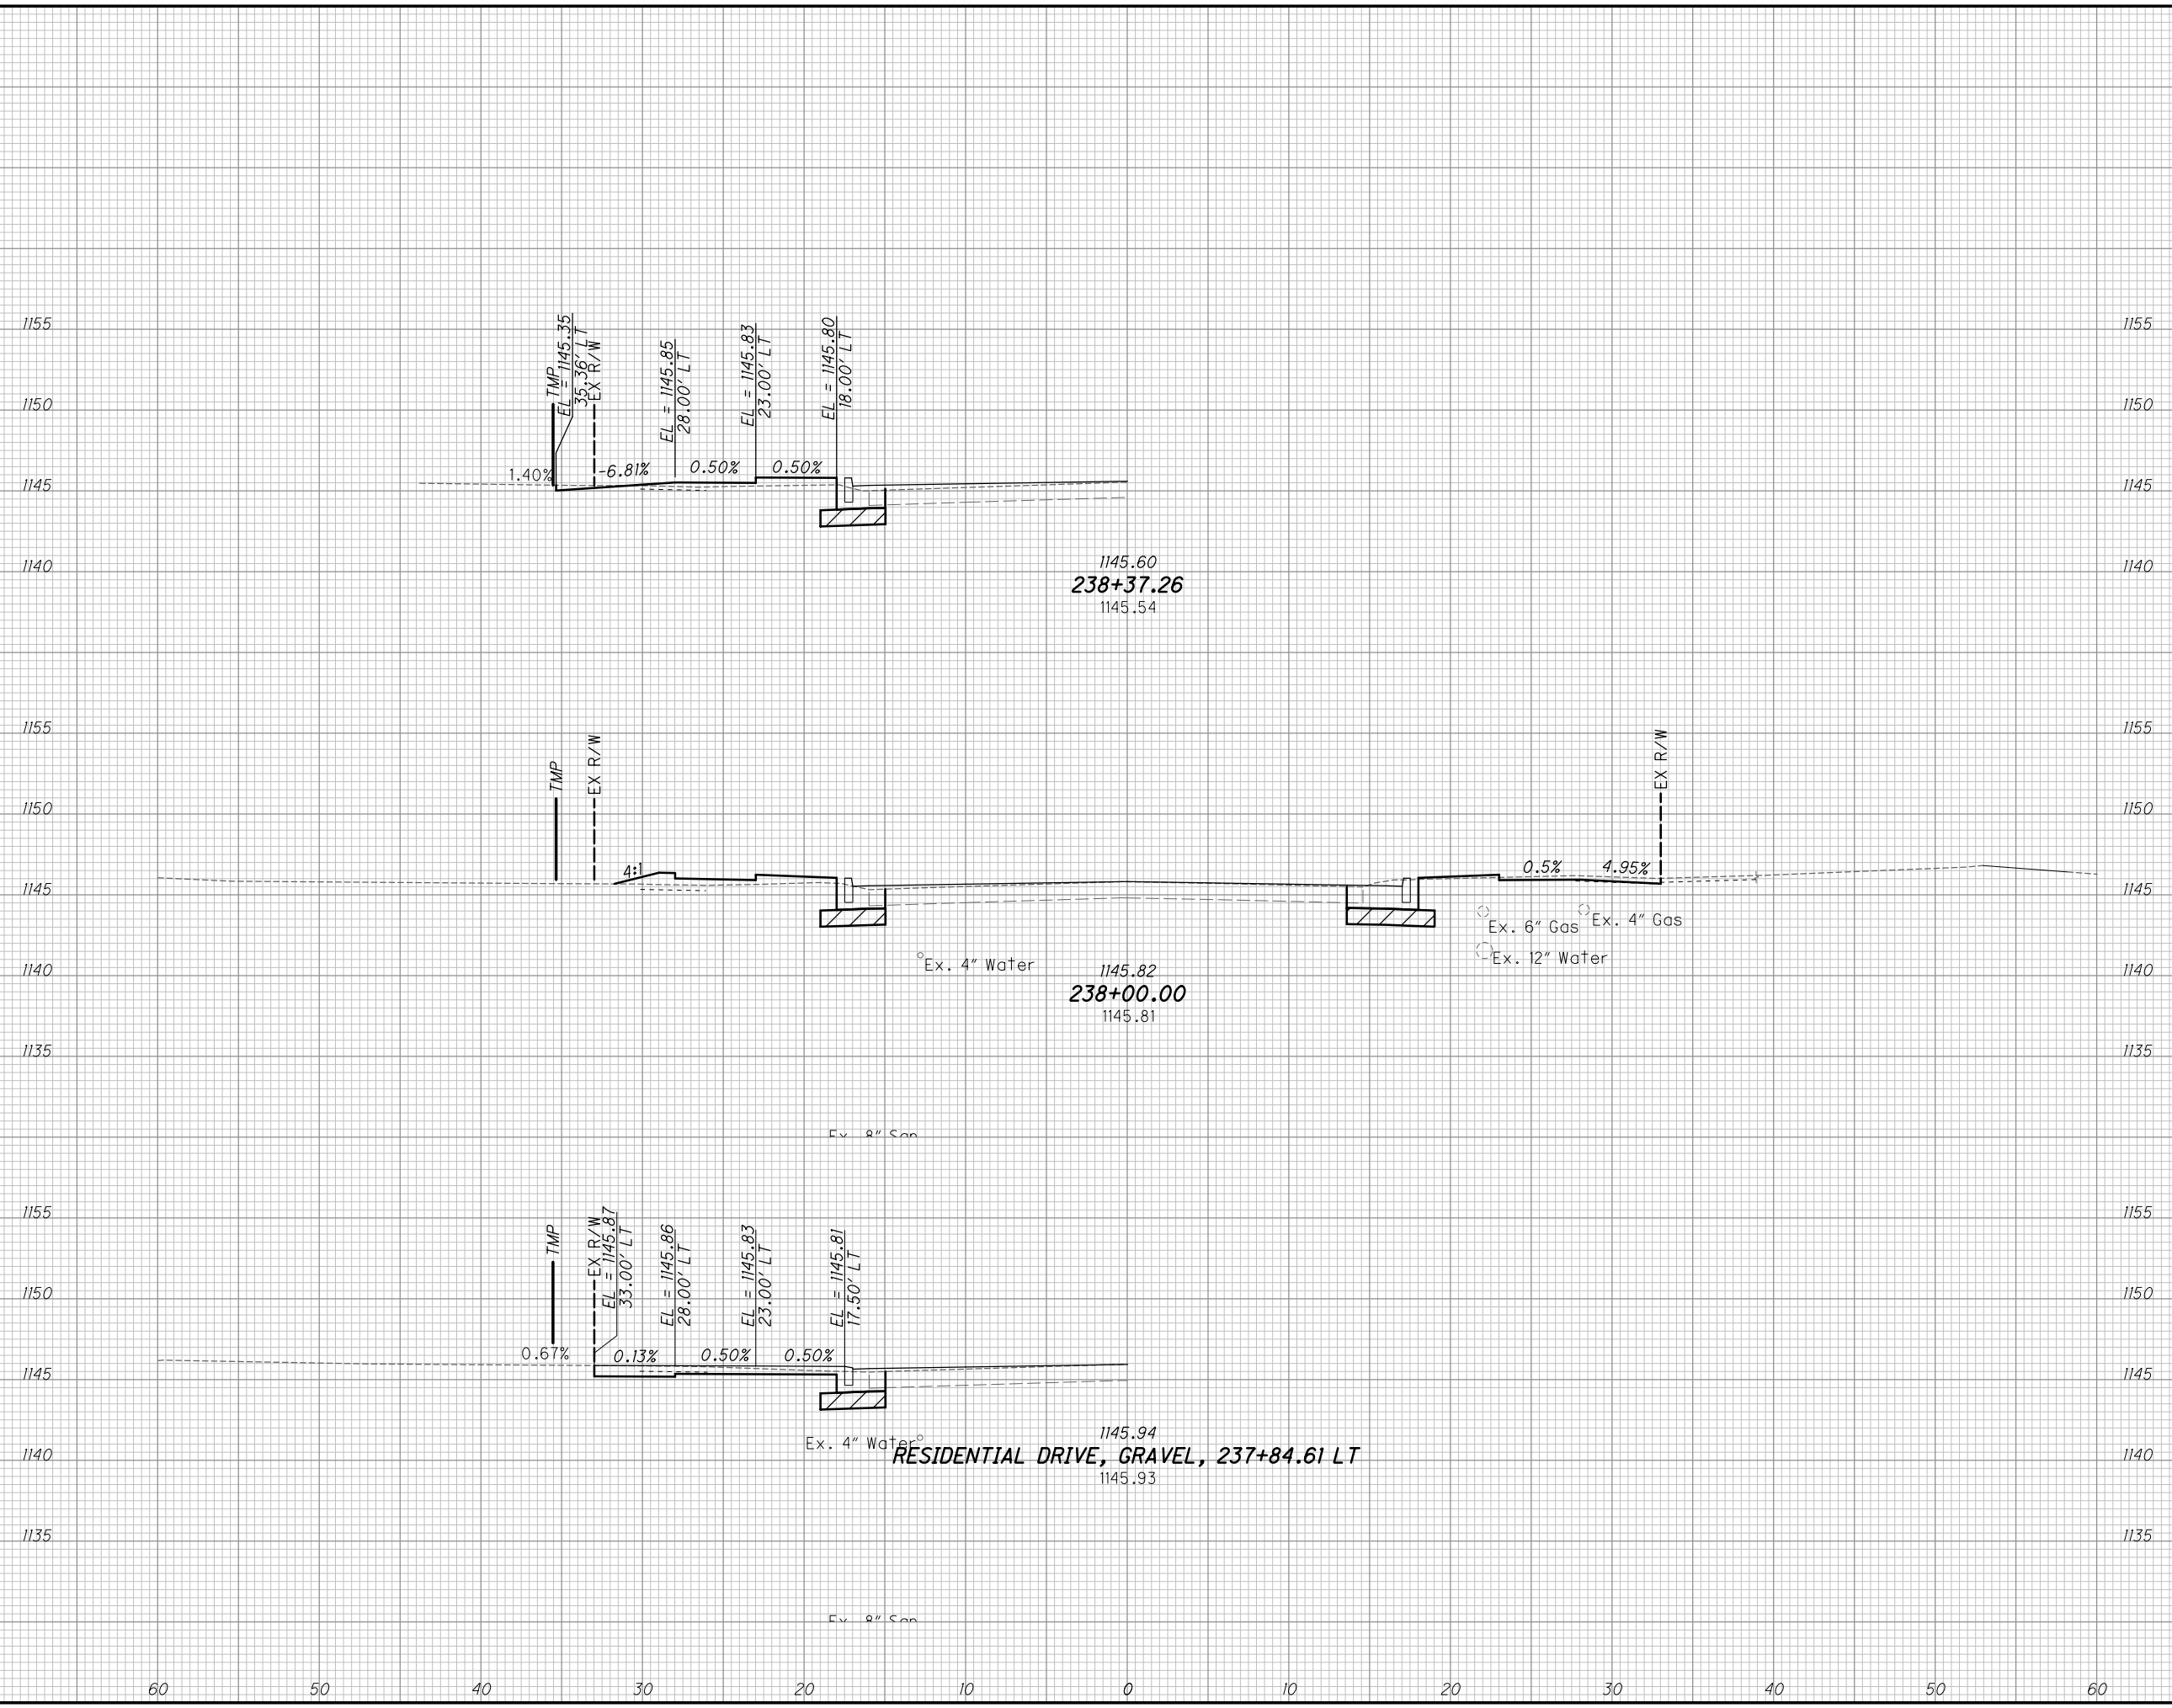 EL = 1145.35
35.36' LT
TMP
EX R/W
EL = 1145.85
28.00' LT
EL = 1145.83
23.00' LT
EL = 1145.80
18.00' LT
1155 1155
1150 1150
1.40% -6.81% 0.50% 0.50%
1145 1145
1140 1140
1145.60
238+37.26
1145.54
1155 1155
TMP
EX R/W
EX R/W
1150 1150
4:1 0.5% 4.95%
1145 1145
Ex. 6" Gas Ex. 4" Gas
Ex. 4" Water Ex. 12" Water
1140 1140
1145.82
238+00.00
1145.81
1135 1135
Ex. 8" San
1155 1155
TMP
EX R/W
EL = 1145.87
33.00' LT
EL = 1145.86
28.00' LT
EL = 1145.83
23.00' LT
EL = 1145.81
17.50' LT
1150 1150
0.67% 0.13% 0.50% 0.50%
1145 1145
Ex. 4" Water
1145.94
RESIDENTIAL DRIVE, GRAVEL, 237+84.61 LT
1145.93
1140 1140
1135 1135
Ex. 8" San
60 50 40 30 20 10 0 10 20 30 40 50 60